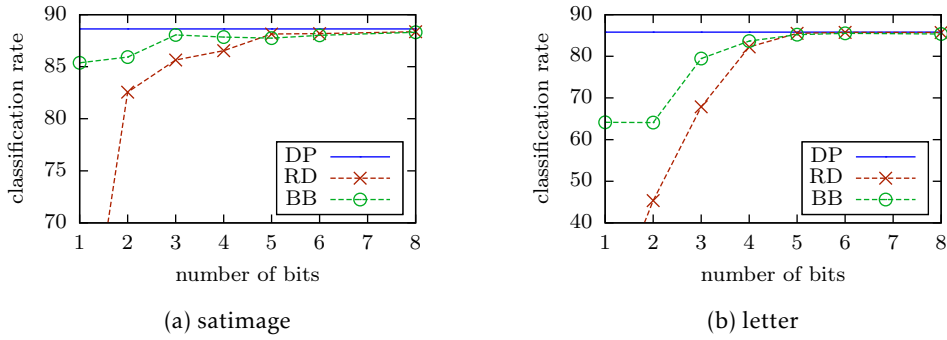 90
85
80
75
70
classification rate
1 2 3 4 5 6 7 8
number of bits
DP
RD
BB
(a) satimage
90
80
70
60
50
40
classification rate
1 2 3 4 5 6 7 8
number of bits
DP
RD
BB
(b) letter